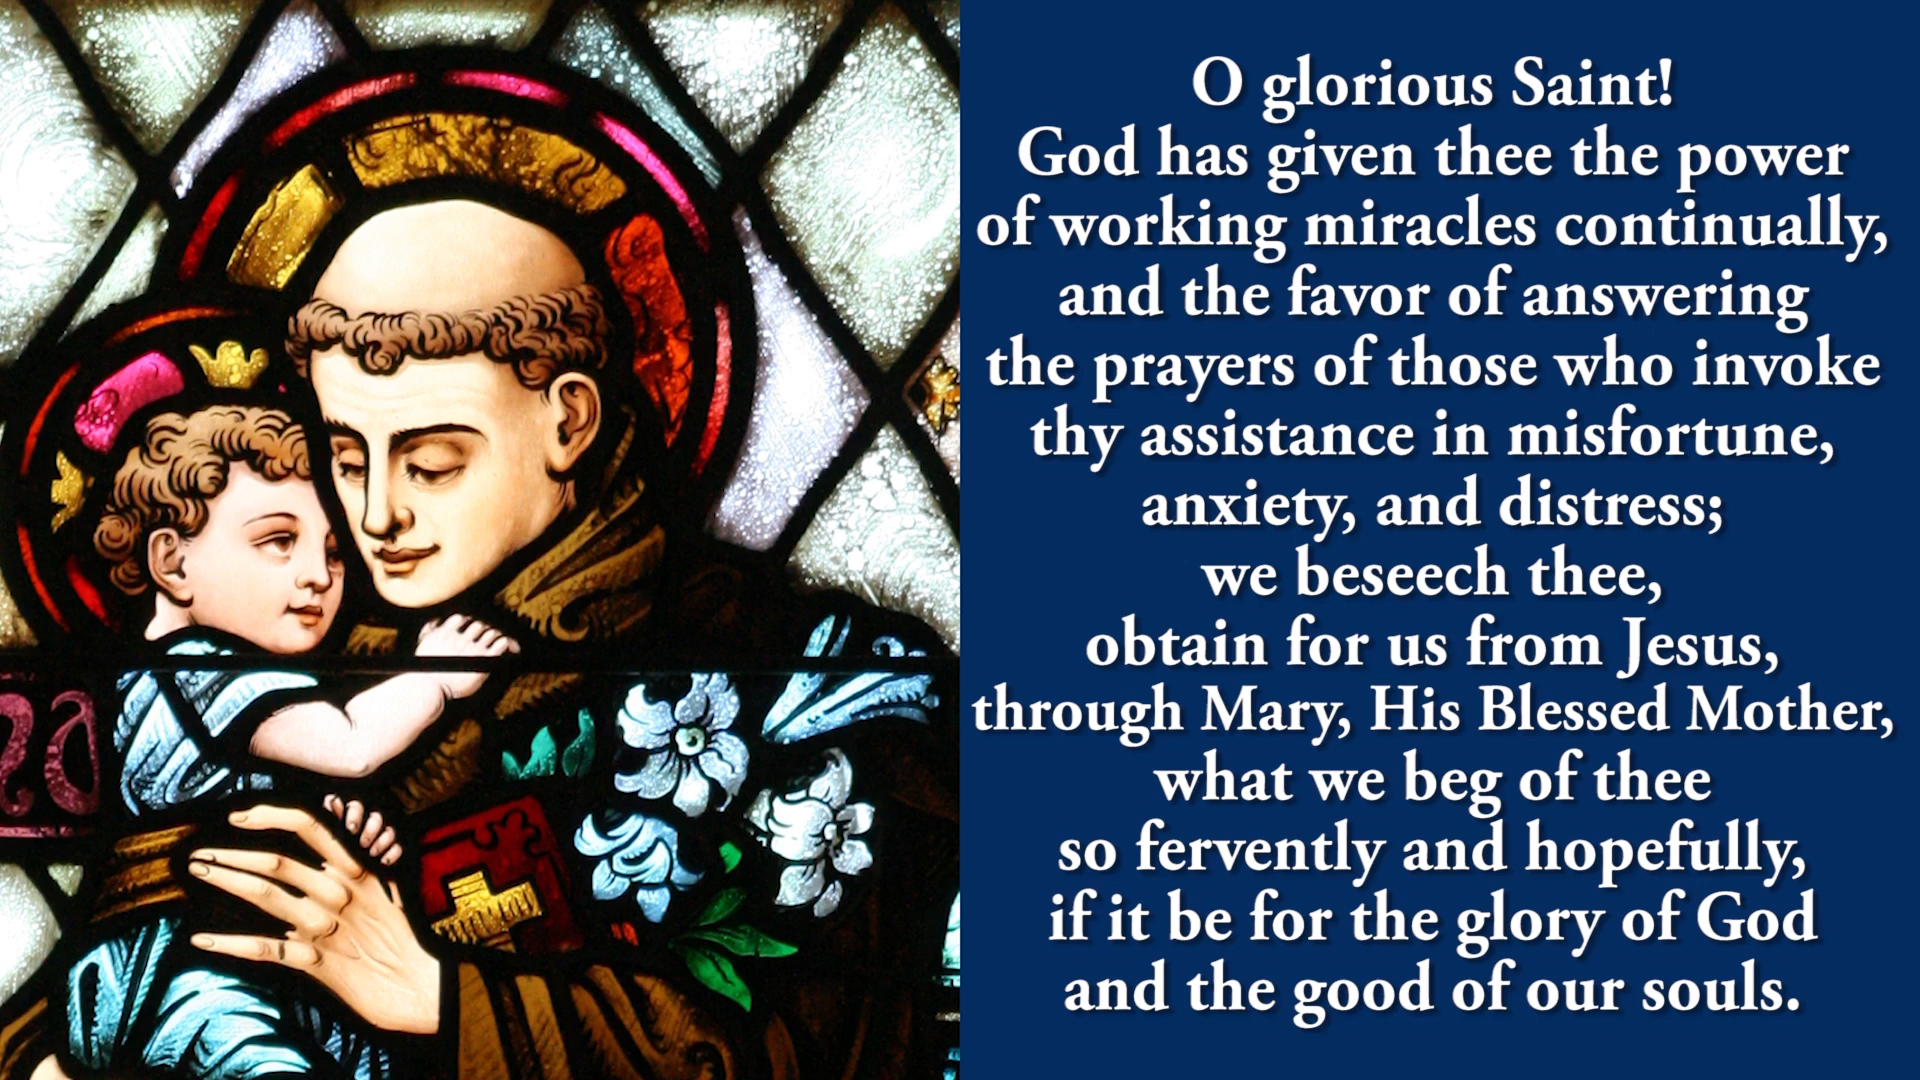 O glorious Saint!
God has given thee the power
of working miracles continually,
and the favor of answering
the prayers of those who invoke
thy assistance in misfortune,
anxiety, and distress;
we beseech thee,
obtain for us from Jesus,
through Mary, His Blessed Mother,
what we beg of thee
so fervently and hopefully,
if it be for the glory of God
and the good of our souls.